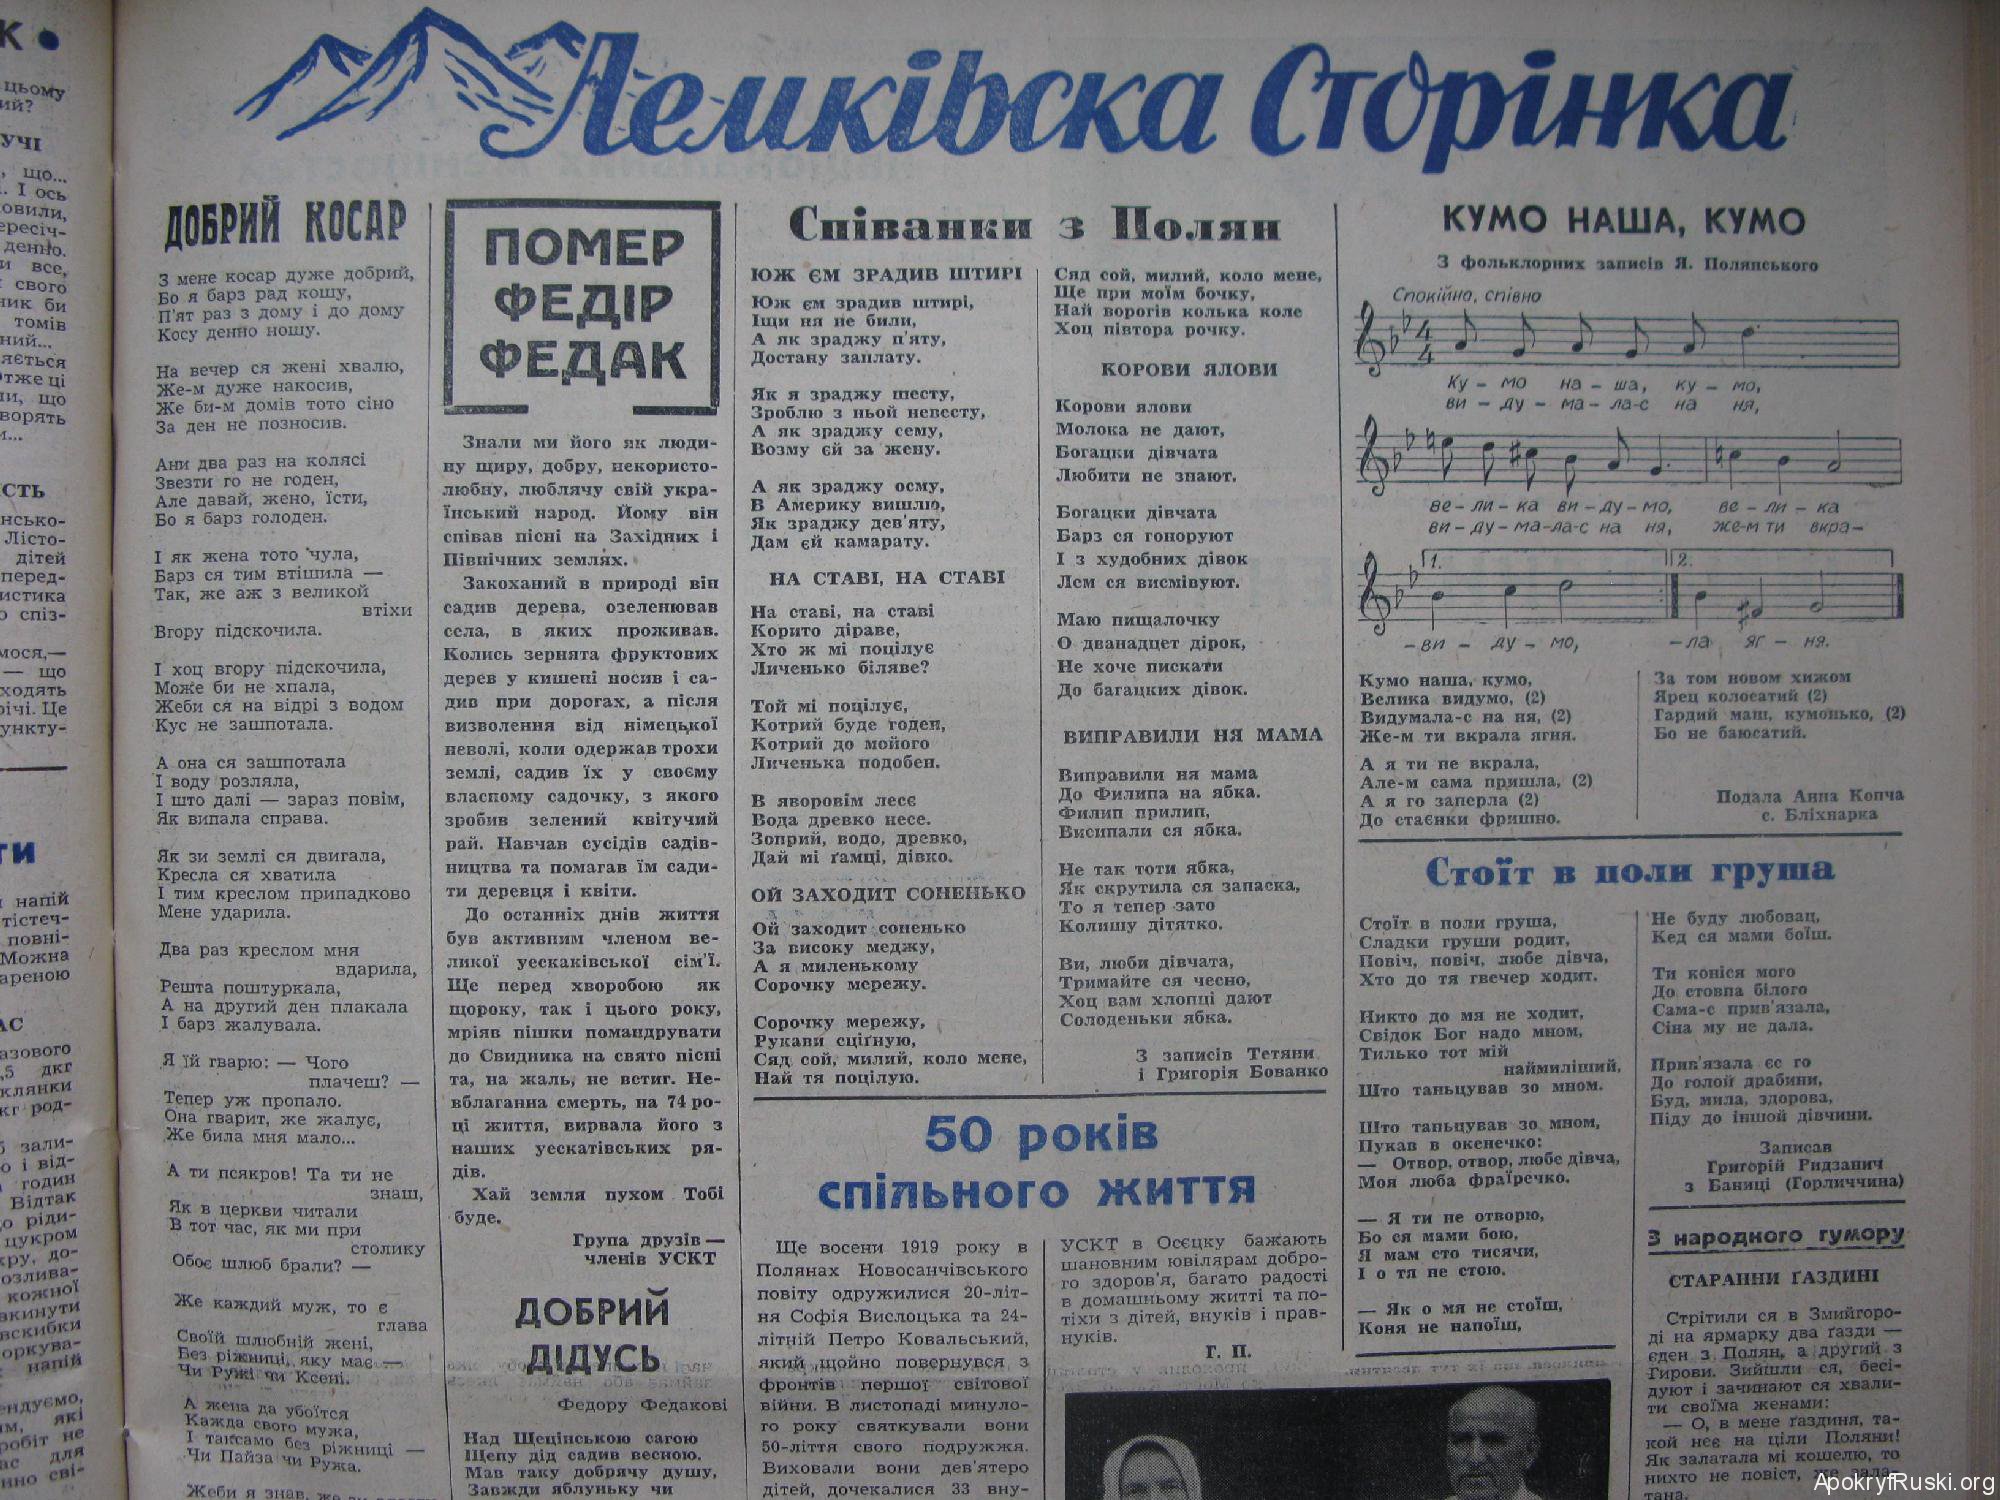 Лемківска Сторінка
ДОБРИЙ КОСАР
З мене косар дуже добрий,
Бо я барз рад кошу,
П'ят раз з дому і до дому
Косу денно ношу.
На вечер ся жені хвалю,
Же-м дуже накосив,
Же би-м домів тото сіно
За ден не позносив.
Ани два раз на колясі
Звезти го не годен,
Але давай, жено, їсти,
Бо я барз голоден.
І як жена тото чула,
Барз ся тим втішила —
Так, же аж з великой
втіхи
Вгору підскочила.
І хоц вгору підскочила,
Може би не хпала,
Жеби ся на відрі з водом
Кус не зашпотала.
А она ся зашпотала
І воду розляла,
І што далі — зараз повім,
Як випала справа.
Як зи землі ся двигала,
Кресла ся хватила
І тим креслом припадково
Мене ударила.
Два раз креслом мня
вдарила,
Решта поштуркала,
А на другий ден плакала
І барз жалувала.
Я їй гварю: — Чого
плачеш? —
Тепер уж пропало.
Она гварит, же жалує,
Же била мня мало...
А ти псякров! Та ти не
знаш,
Як в церкви читали
В тот час, як ми при
столику
Обоє шлюб брали? —
Же каждий муж, то є
глава
Своїй шлюбній жені,
Без ріжниці, яку має —
Чи Ружі чи Ксені.
А жена да убоїтся
Кажда свого мужа,
І таксамо без ріжниці —
Чи Пайза чи Ружа.
Жеби я знав,
ПОМЕР
ФЕДІР
ФЕДАК
Знали ми його як люди-
ну щиру, добру, некористо-
любну, люблячу свій укра-
їнський народ. Йому він
співав пісні на Західних і
Північних землях.
Закоханий в природі він
садив дерева, озеленював
села, в яких проживав.
Колись зернята фруктових
дерев у кишені носив і са-
див при дорогах, а після
визволення від німецької
неволі, коли одержав трохи
землі, садив їх у своєму
власному садочку, з якого
зробив зелений квітучий
рай. Навчав сусідів садів-
ництва та помагав їм сади-
ти деревця і квіти.
До останніх днів життя
був активним членом ве-
ликої уескаківської сім'ї.
Ще перед хворобою як
щороку, так і цього року,
мріяв пішки помандрувати
до Свидника на свято пісні
та, на жаль, не встиг. Не-
вблаганна смерть, на 74 ро-
ці життя, вирвала його з
наших уескатівських ря-
дів.
Хай земля пухом Тобі
буде.
Група друзів —
членів УСКТ
ДОБРИЙ
ДІДУСЬ
Федору Федакові
Над Щецінською сагою
Щепу дід садив весною.
Мав таку добрячу душу,
Завжди яблуньку чи
Співанки з Полян
ЮЖ ЄМ ЗРАДИВ ШТИРІ
Юж єм зрадив штирі,
Іщи ня не били,
А як зраджу п'яту,
Достану заплату.
Як я зраджу шесту,
Зроблю з ньой невесту,
А як зраджу сему,
Возму єй за жену.
А як зраджу осму,
В Америку вишлю,
Як зраджу дев'яту,
Дам єй камарату.
НА СТАВІ, НА СТАВІ
На ставі, на ставі
Корито діраве,
Хто ж мі поцілує
Личенько біляве?
Той мі поцілує,
Котрий буде годен,
Котрий до мойого
Личенька подобен.
В яворовім лесє
Вода древко несе.
Зоприй, водо, древко,
Дай мі ґамці, дівко.
ОЙ ЗАХОДИТ СОНЕНЬКО
Ой заходит соненько
За високу меджу,
А я миленькому
Сорочку мережу.
Сорочку мережу,
Рукави сціґную,
Сяд сой, милий, коло мене,
Най тя поцілую.
Сяд сой, милий, коло мене,
Ще при моїм бочку,
Най ворогів колька коле
Хоц півтора рочку.
КОРОВИ ЯЛОВИ
Корови ялови
Молока не дают,
Богацки дівчата
Любити не знают.
Богацки дівчата
Барз ся гоноруют
І з худобних дівок
Лем ся висмівуют.
Маю пищалочку
О дванадцет дірок,
Не хоче пискати
До багацких дівок.
ВИПРАВИЛИ НЯ МАМА
Виправили ня мама
До Филипа на ябка.
Филип прилип,
Висипали ся ябка.
Не так тоти ябка,
Як скрутила ся запаска,
То я тепер зато
Колишу дітятко.
Ви, люби дівчата,
Тримайте ся чесно,
Хоц вам хлопці дают
Солоденьки ябка.
З записів Тетяни
і Григорія Бованко
50 років
спільного життя
Ще восени 1919 року в
Полянах Новосанчівського
повіту одружилися 20-літ-
ня Софія Вислоцька та 24-
літній Петро Ковальський,
який щойно повернувся з
фронтів першої світової
війни. В листопаді минуло-
го року святкували вони
50-ліття свого подружжя.
Виховали вони дев'ятеро
дітей, дочекалися 33 вну-
УСКТ в Осєцку бажають
шановним ювілярам добро-
го здоров'я, багато радості
в домашньому житті та по-
тіхи з дітей, внуків і прав-
нуків.
Г. П.
КУМО НАША, КУМО
З фольклорних записів Я. Полянського
Спокійно, співно
Ку – мо на – ша, ку – мо,
ви – ду – ма – ла-с на ня,
ве – ли – ка ви – ду – мо, ве – ли – ка
ви – ду – ма-ла-с на ня, же-м ти вкра–
1. 2.
–ви – ду – мо, –ла яг – ня.
Кумо наша, кумо,
Велика видумо, (2)
Видумала-с на ня, (2)
Же-м ти вкрала ягня.
А я ти не вкрала,
Але-м сама пришла, (2)
А я го заперла (2)
До стаєнки фришно.
За том новом хижом
Ярец колосатий (2)
Гардий маш, кумонько, (2)
Бо не баюсатий.
Подала Анна Копча
с. Бліхнарка
Стоїт в поли груша
Стоїт в поли груша,
Сладки груши родит,
Повіч, повіч, любе дівча,
Хто до тя гвечер ходит.
Никто до мя не ходит,
Свідок Бог надо мном,
Тилько тот мій
наймиліший,
Што таньцував зо мном.
Што таньцував зо мном,
Пукав в окенечко:
— Отвор, отвор, любе дівча,
Моя люба фраїречко.
— Я ти не отворю,
Бо ся мами бою,
Я мам сто тисячи,
І о тя не стою.
— Як о мя не стоїш,
Коня не напоїш,
Не буду любовац,
Кед ся мами боїш.
Ти коніся мого
До стовпа білого
Сама-с прив'язала,
Сіна му не дала.
Прив'язала єс го
До голой драбини,
Буд, мила, здорова,
Піду до іншой дівчини.
Записав
Григорій Ридзанич
з Баниці (Горличчина)
З народного гумору
СТАРАННИ ҐАЗДИНІ
Стрітили ся в Змийгоро-
ді на ярмарку два ґазди —
єден з Полян, а другий з
Гирови. Зийшли ся, бесі-
дуют і зачинают ся хвали-
ти своїма женами:
— О, в мене ґаздиня, та-
кой неє на ціли Поляни!
Як залатала мі кошелю, то
нихто не повіст, же зала-
тана.
ApokryfRuski.org